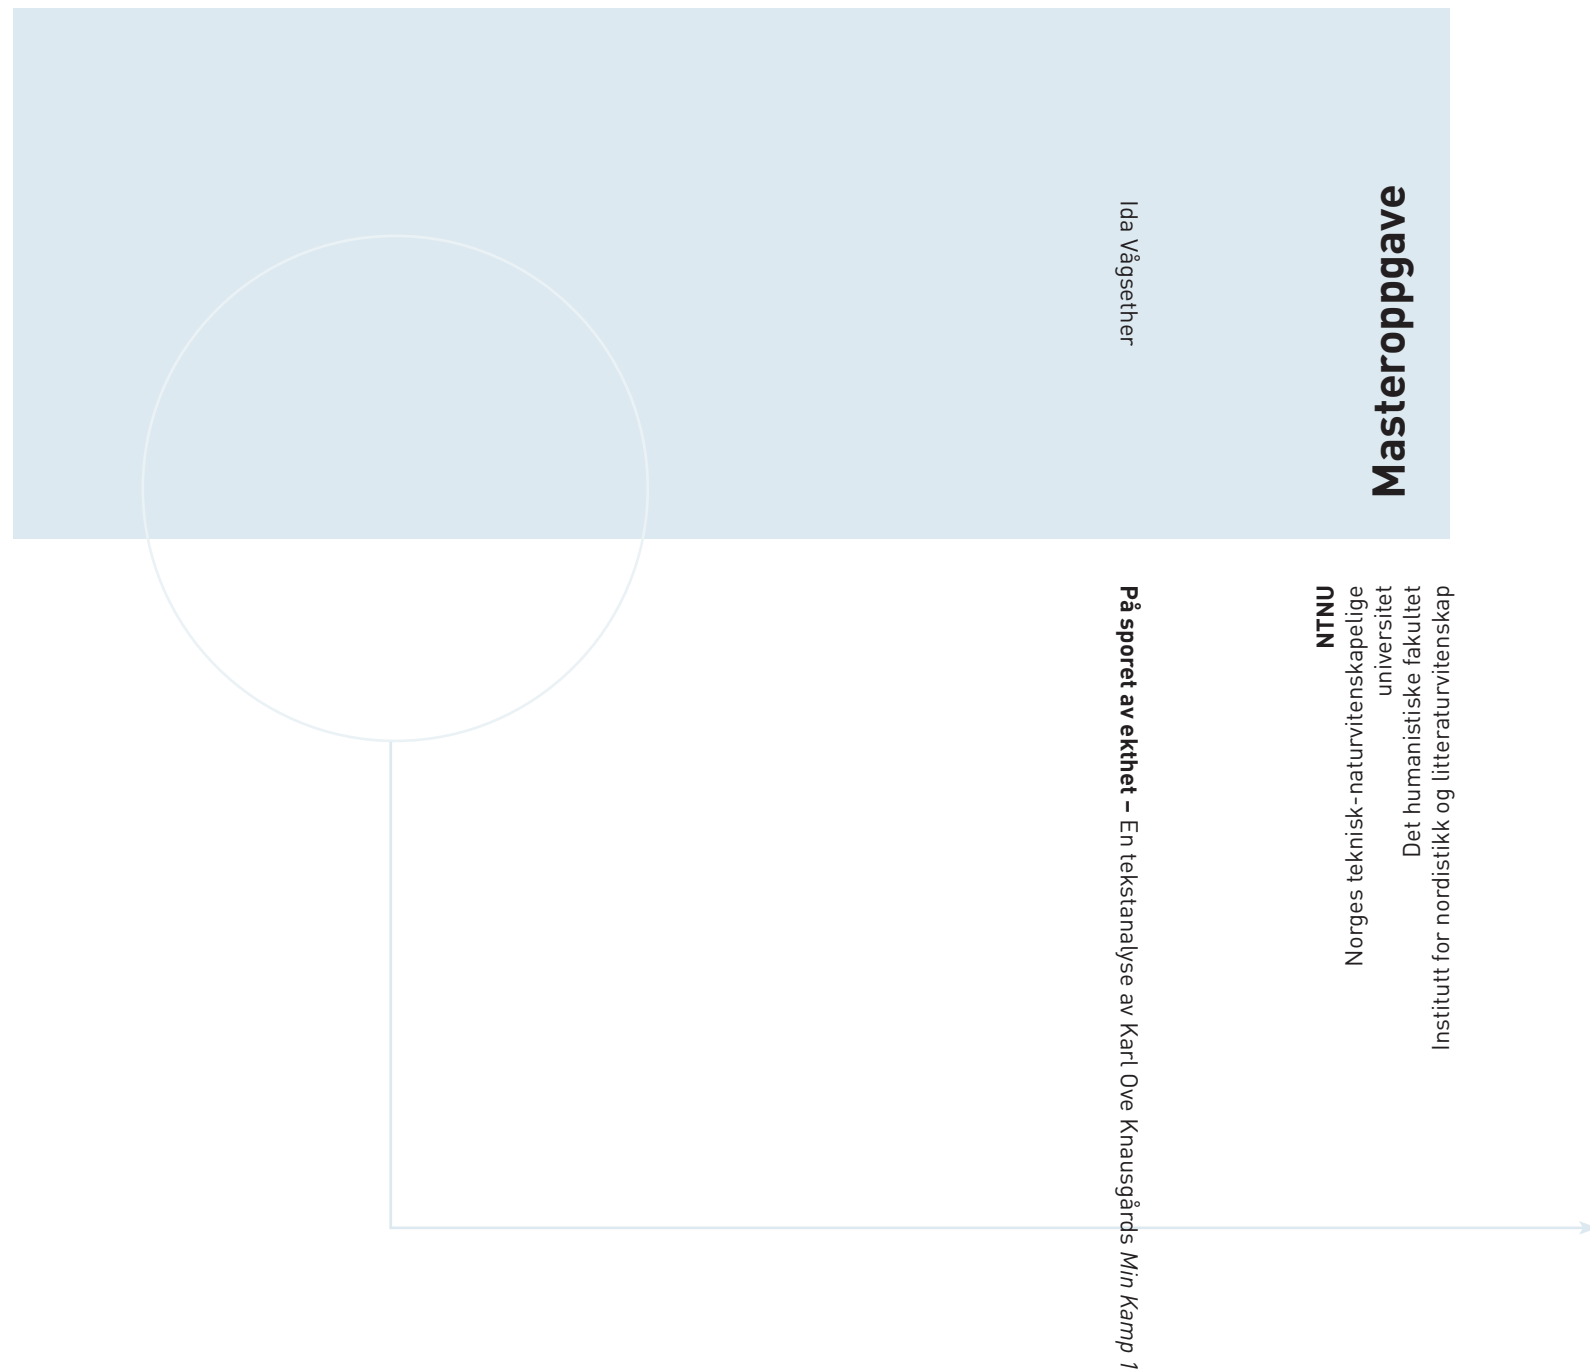 Masteroppgave
NTNU
Norges teknisk-naturvitenskapelige
universitet
Det humanistiske fakultet
Institutt for nordistikk og litteraturvitenskap
Ida Vågsether
På sporet av ekthet – En tekstanalyse av Karl Ove Knausgårds Min Kamp 1